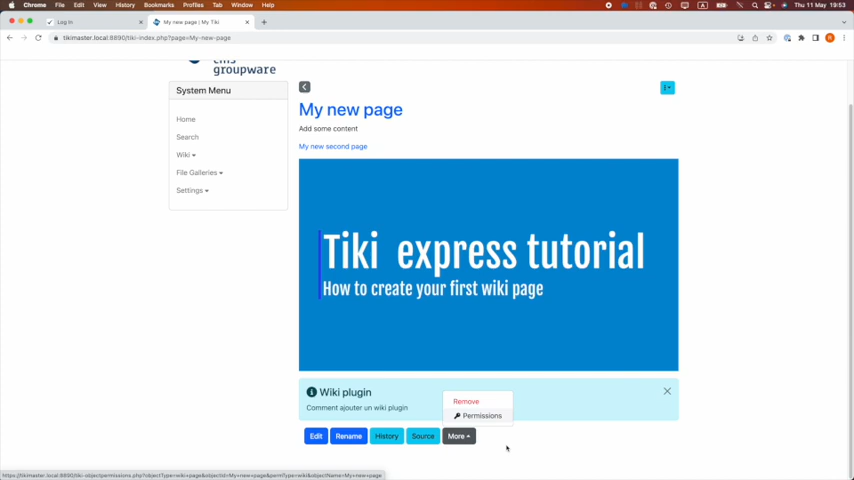 Chrome File Edit View History Bookmarks Profiles Tab Window Help
Thu 11 May 19:53
Log In
My new page | My Tiki
tikimaster.local:8890/tiki-index.php?page=My-new-page
cms
groupware
System Menu
Home
Search
Wiki
File Galleries
Settings
My new page
Add some content
My new second page
Tiki express tutorial
How to create your first wiki page
Wiki plugin
Comment ajouter un wiki plugin
Remove
Permissions
Edit
Rename
History
Source
More
https://tikimaster.local:8890/tiki-objectpermissions.php?objectType=wiki+page&objectId=My+new+page&permType=wiki&objectName=My+new+page